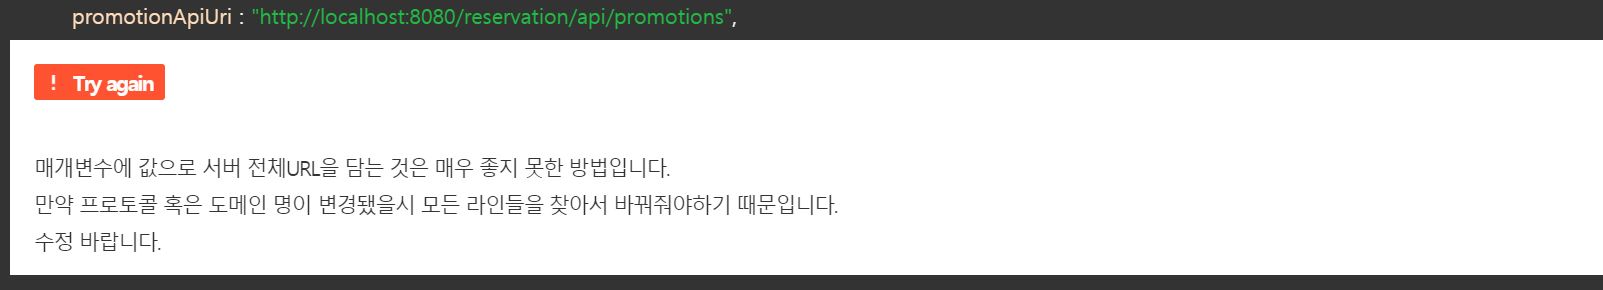 promotionApiUri : "http://localhost:8080/reservation/api/promotions",
! Try again
매개변수에 값으로 서버 전체URL을 담는 것은 매우 좋지 못한 방법입니다.
만약 프로토콜 혹은 도메인 명이 변경됐을시 모든 라인들을 찾아서 바꿔줘야하기 때문입니다.
수정 바랍니다.